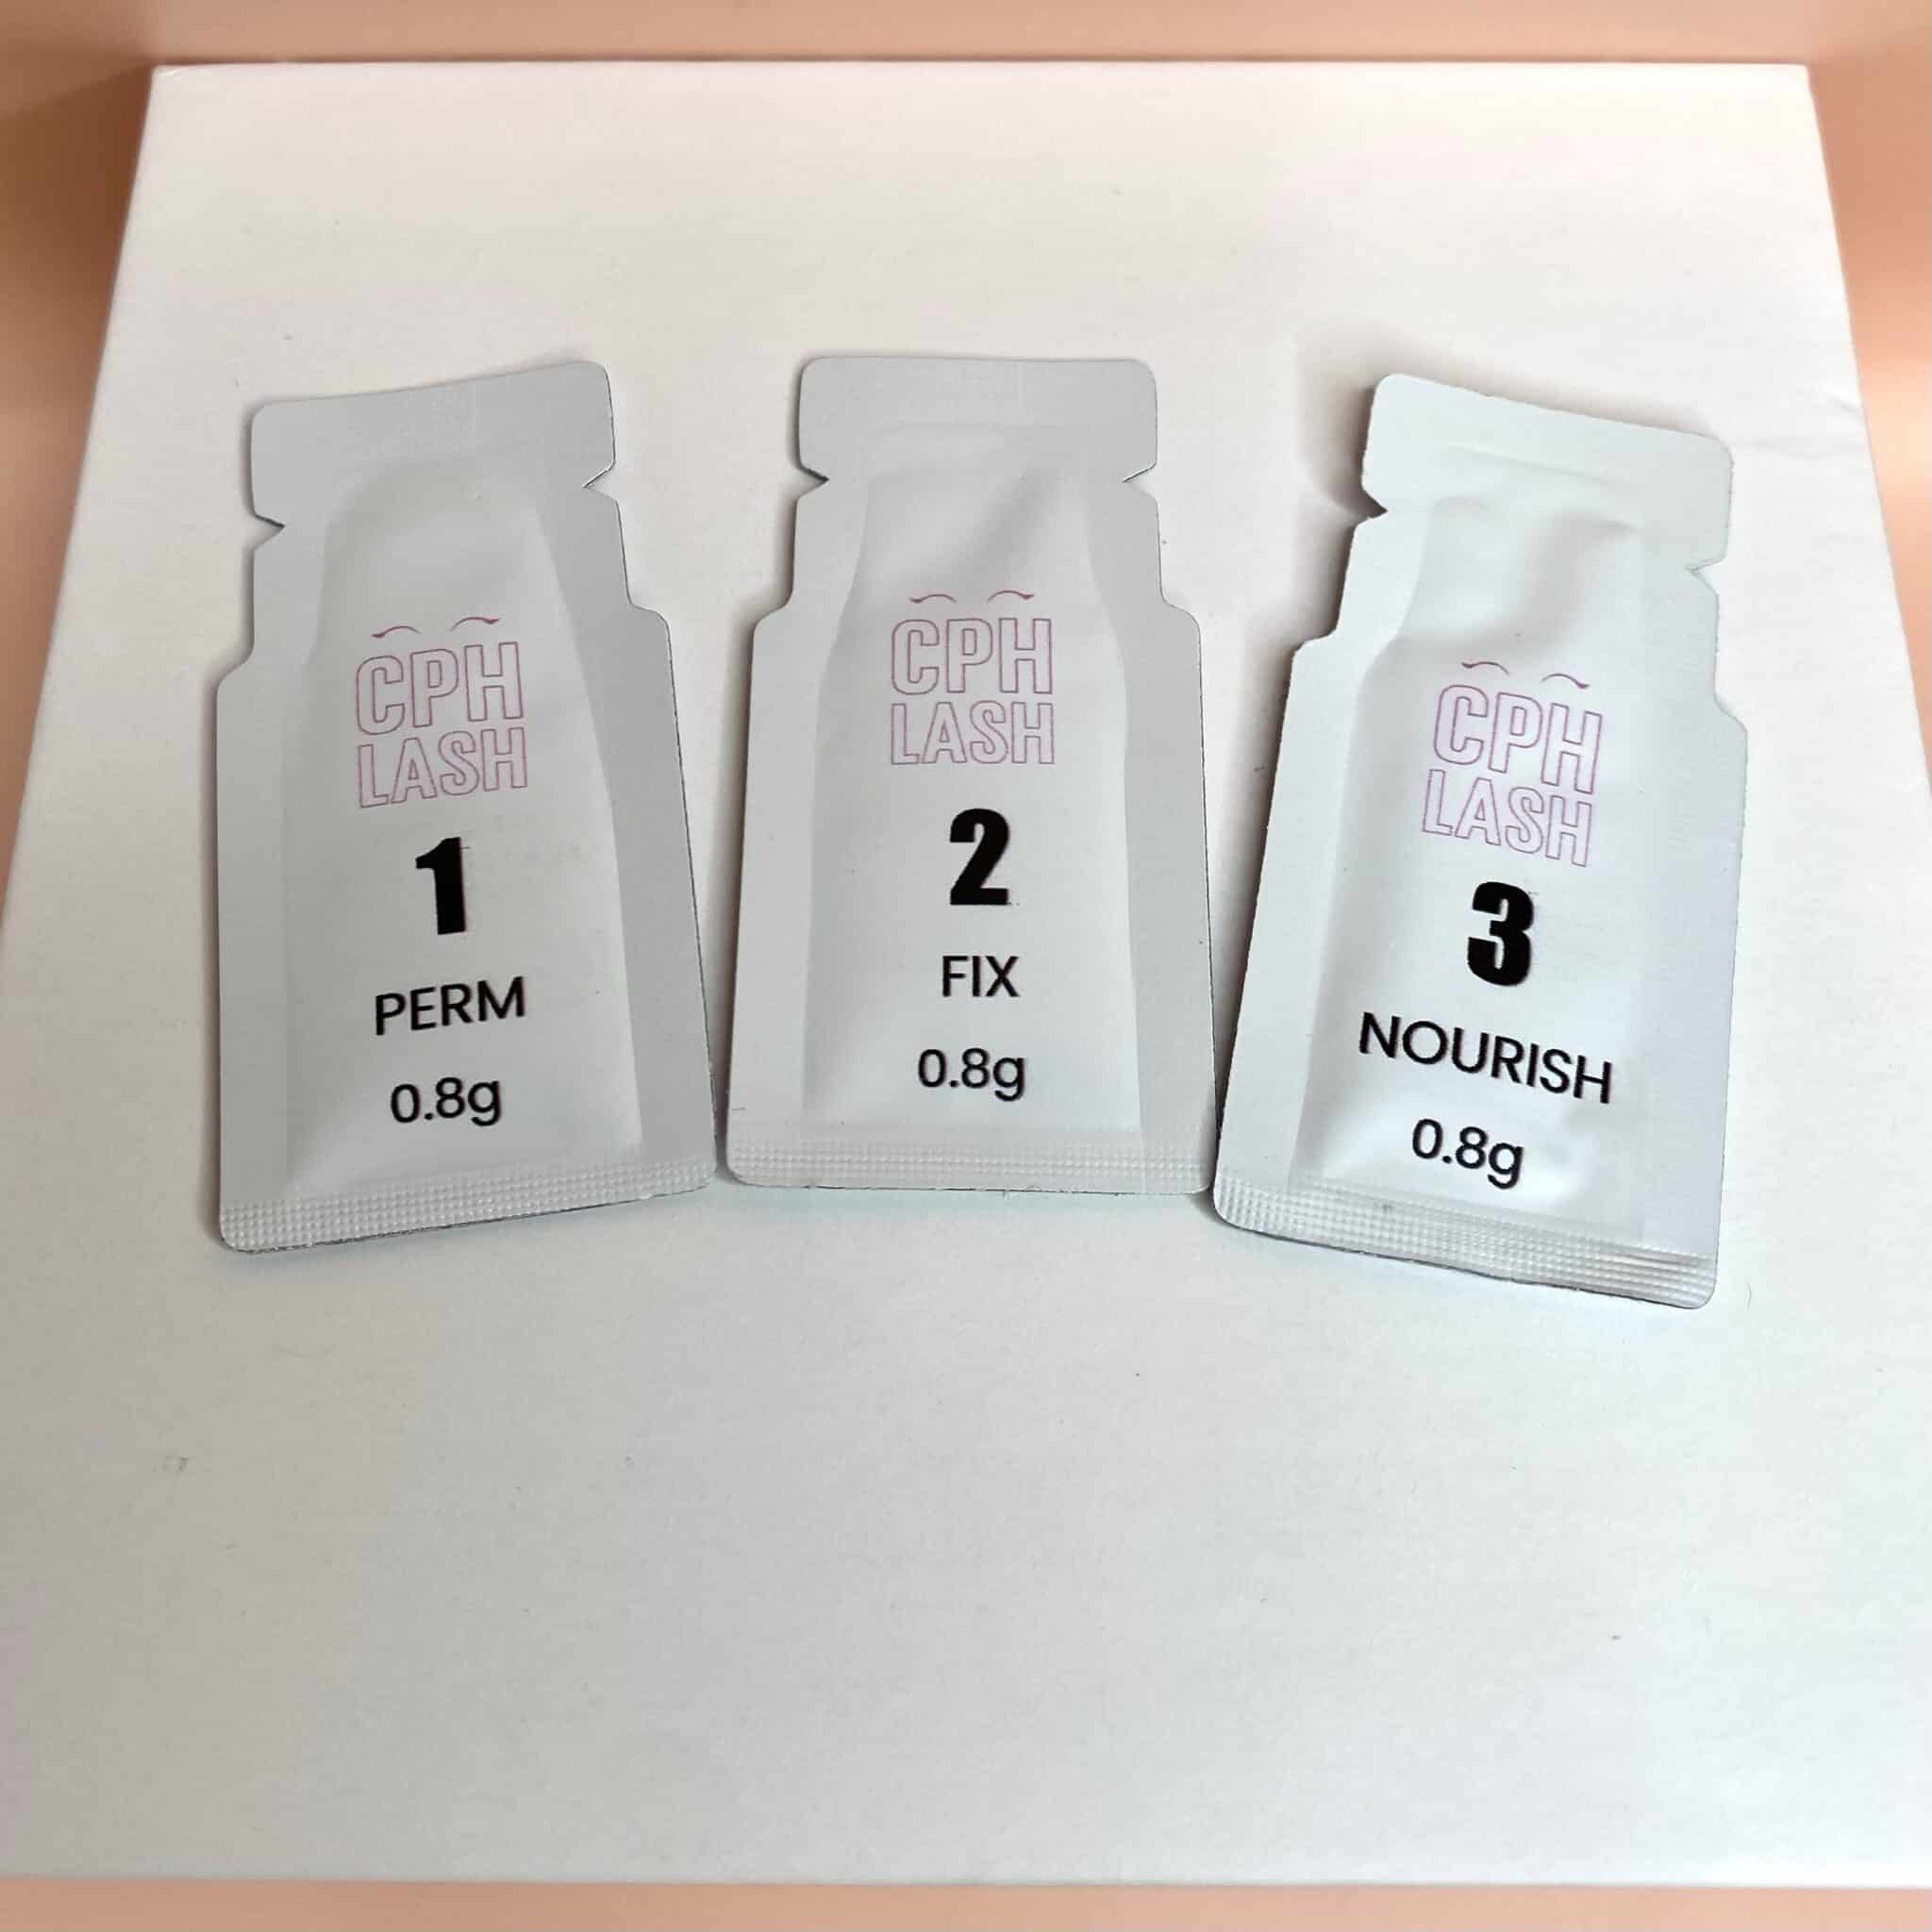 CPH
LASH
1
PERM
0.8g
CPH
LASH
2
FIX
0.8g
CPH
LASH
3
NOURISH
0.8g